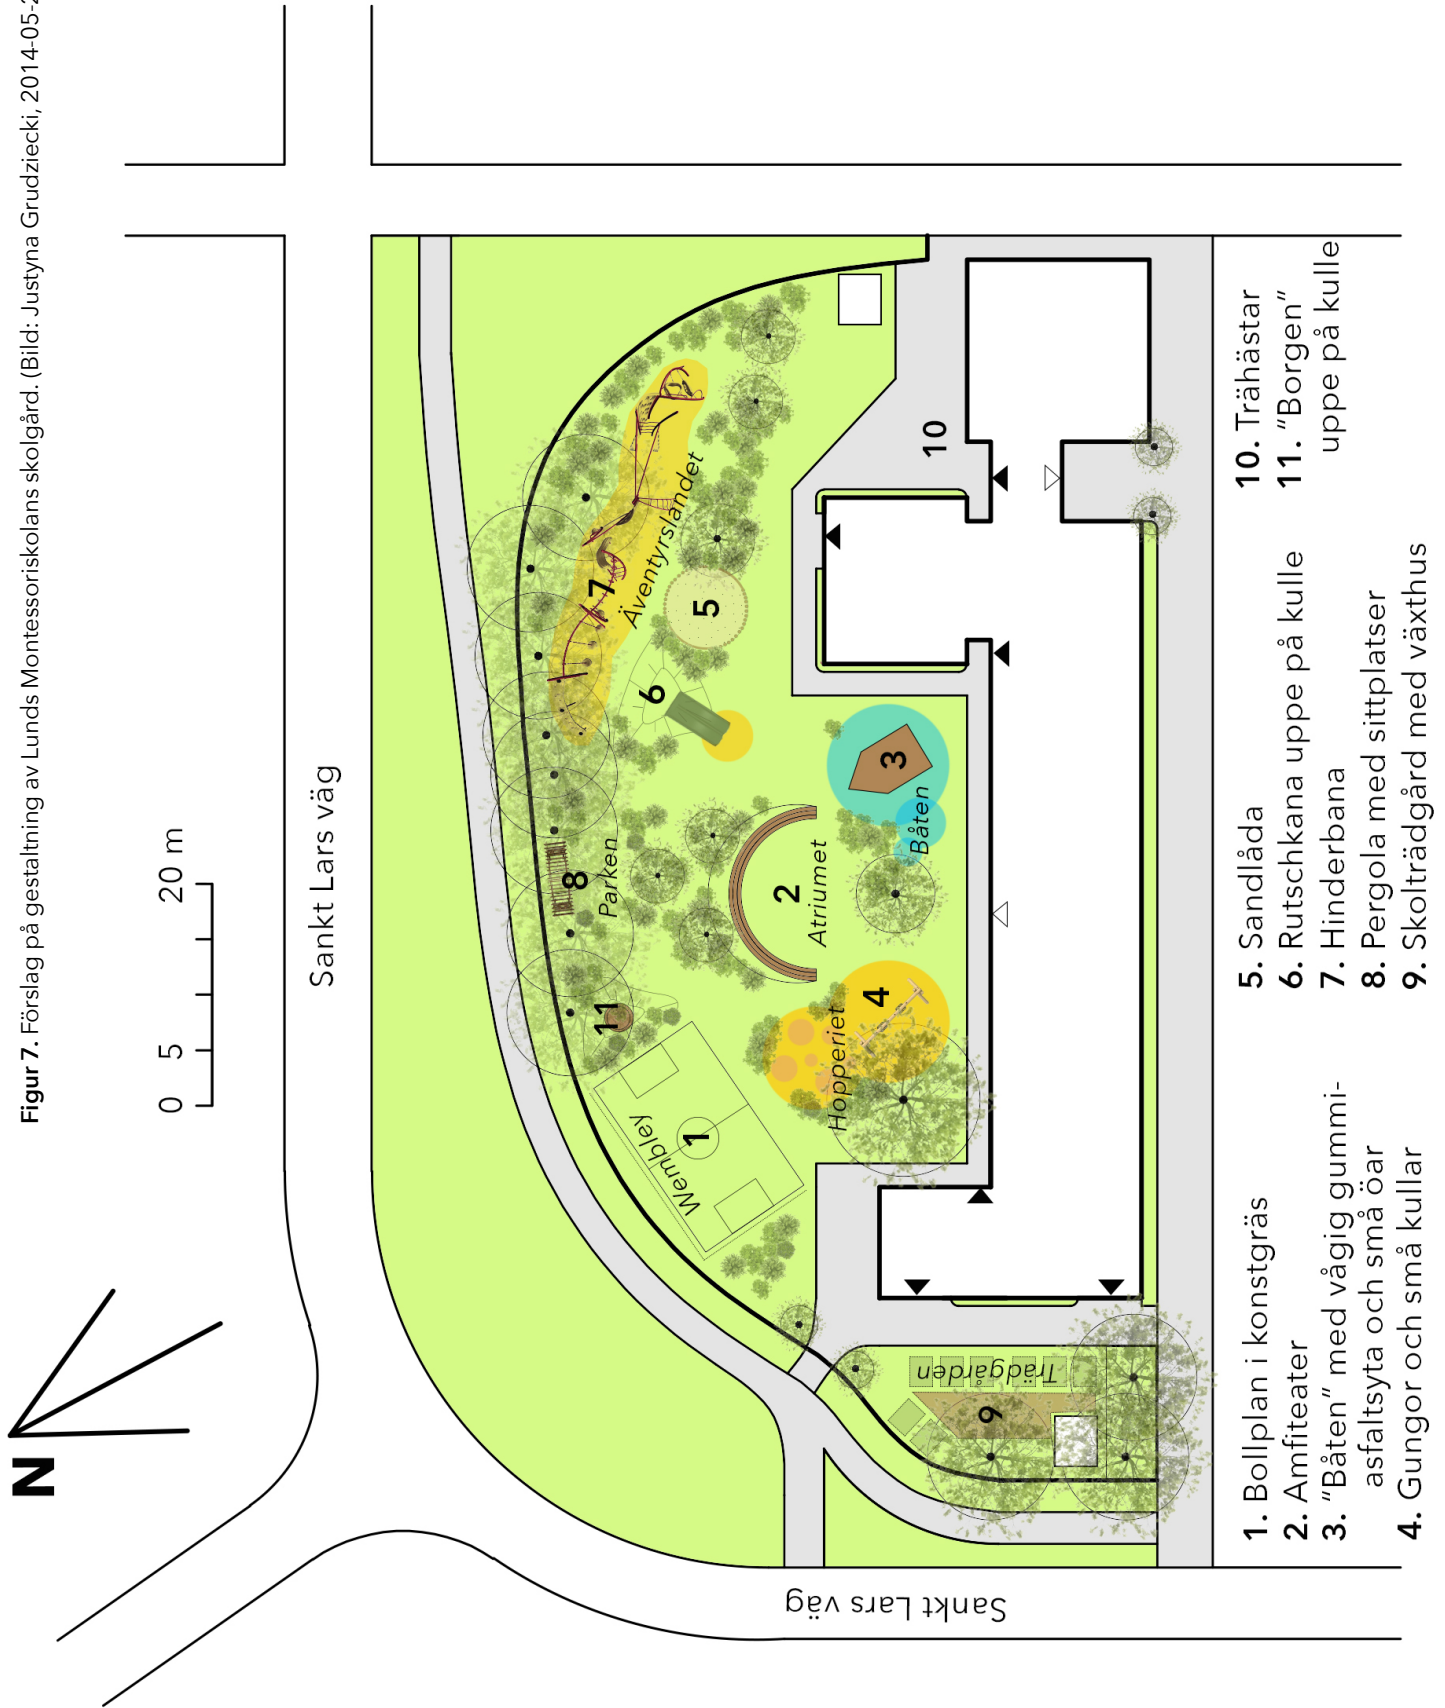 Figur 7. Förslag på gestaltning av Lunds Montessoriskolans skolgård. (Bild: Justyna Grudziecki, 2014-05-2
N
0 5 20 m
Sankt Lars väg
Sankt Lars väg
Wembley
1
11
8
Parken
7
Äventyrslandet
6
5
2
Atriumet
Hopperiet
4
3
Båten
10
Trädgården
9
1. Bollplan i konstgräs
2. Amfiteater
3. "Båten" med vågig gummi-
asfaltsyta och små öar
4. Gungor och små kullar
5. Sandlåda
6. Rutschkana uppe på kulle
7. Hinderbana
8. Pergola med sittplatser
9. Skolträdgård med växthus
10. Trähästar
11. "Borgen"
uppe på kulle